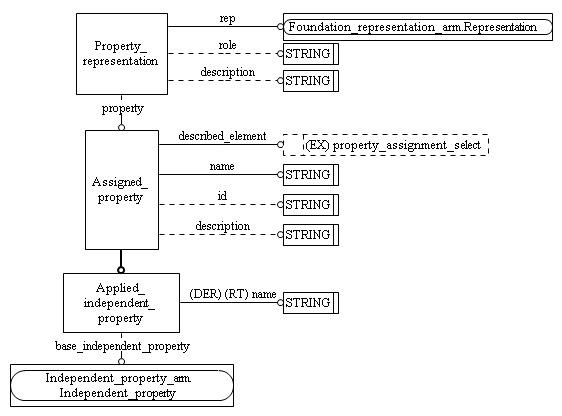 rep
Foundation_representation_arm.Representation
Property_
representation
role
STRING
description
STRING
property
described_element
(EX) property_assignment_select
name
STRING
Assigned_
property
id
STRING
description
STRING
Applied_
independent_
property
(DER) (RT) name
STRING
base_independent_property
Independent_property_arm.
Independent_property